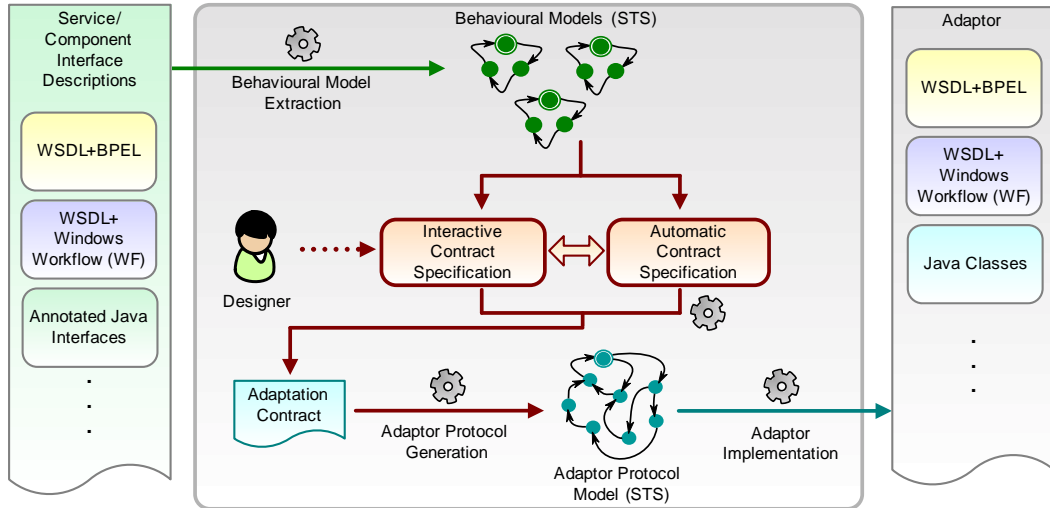 Service/
Component
Interface
Descriptions
WSDL+BPEL
WSDL+
Windows
Workflow (WF)
Annotated Java
Interfaces
.
.
.
Behavioural Models (STS)
Behavioural Model
Extraction
Designer
Interactive
Contract
Specification
Automatic
Contract
Specification
Adaptation
Contract
Adaptor Protocol
Generation
Adaptor Protocol
Model (STS)
Adaptor
Implementation
Adaptor
WSDL+BPEL
WSDL+
Windows
Workflow (WF)
Java Classes
.
.
.